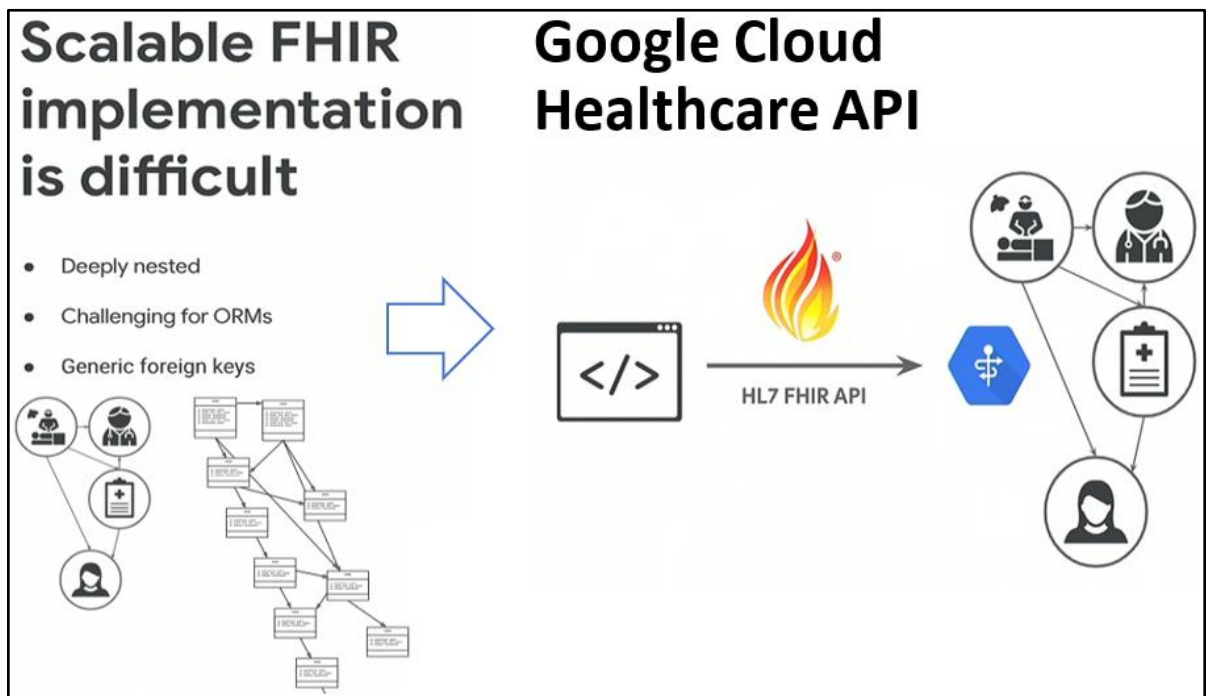 Scalable FHIR
implementation
is difficult
• Deeply nested
• Challenging for ORMs
• Generic foreign keys
Google Cloud
Healthcare API
</>
®
HL7 FHIR API